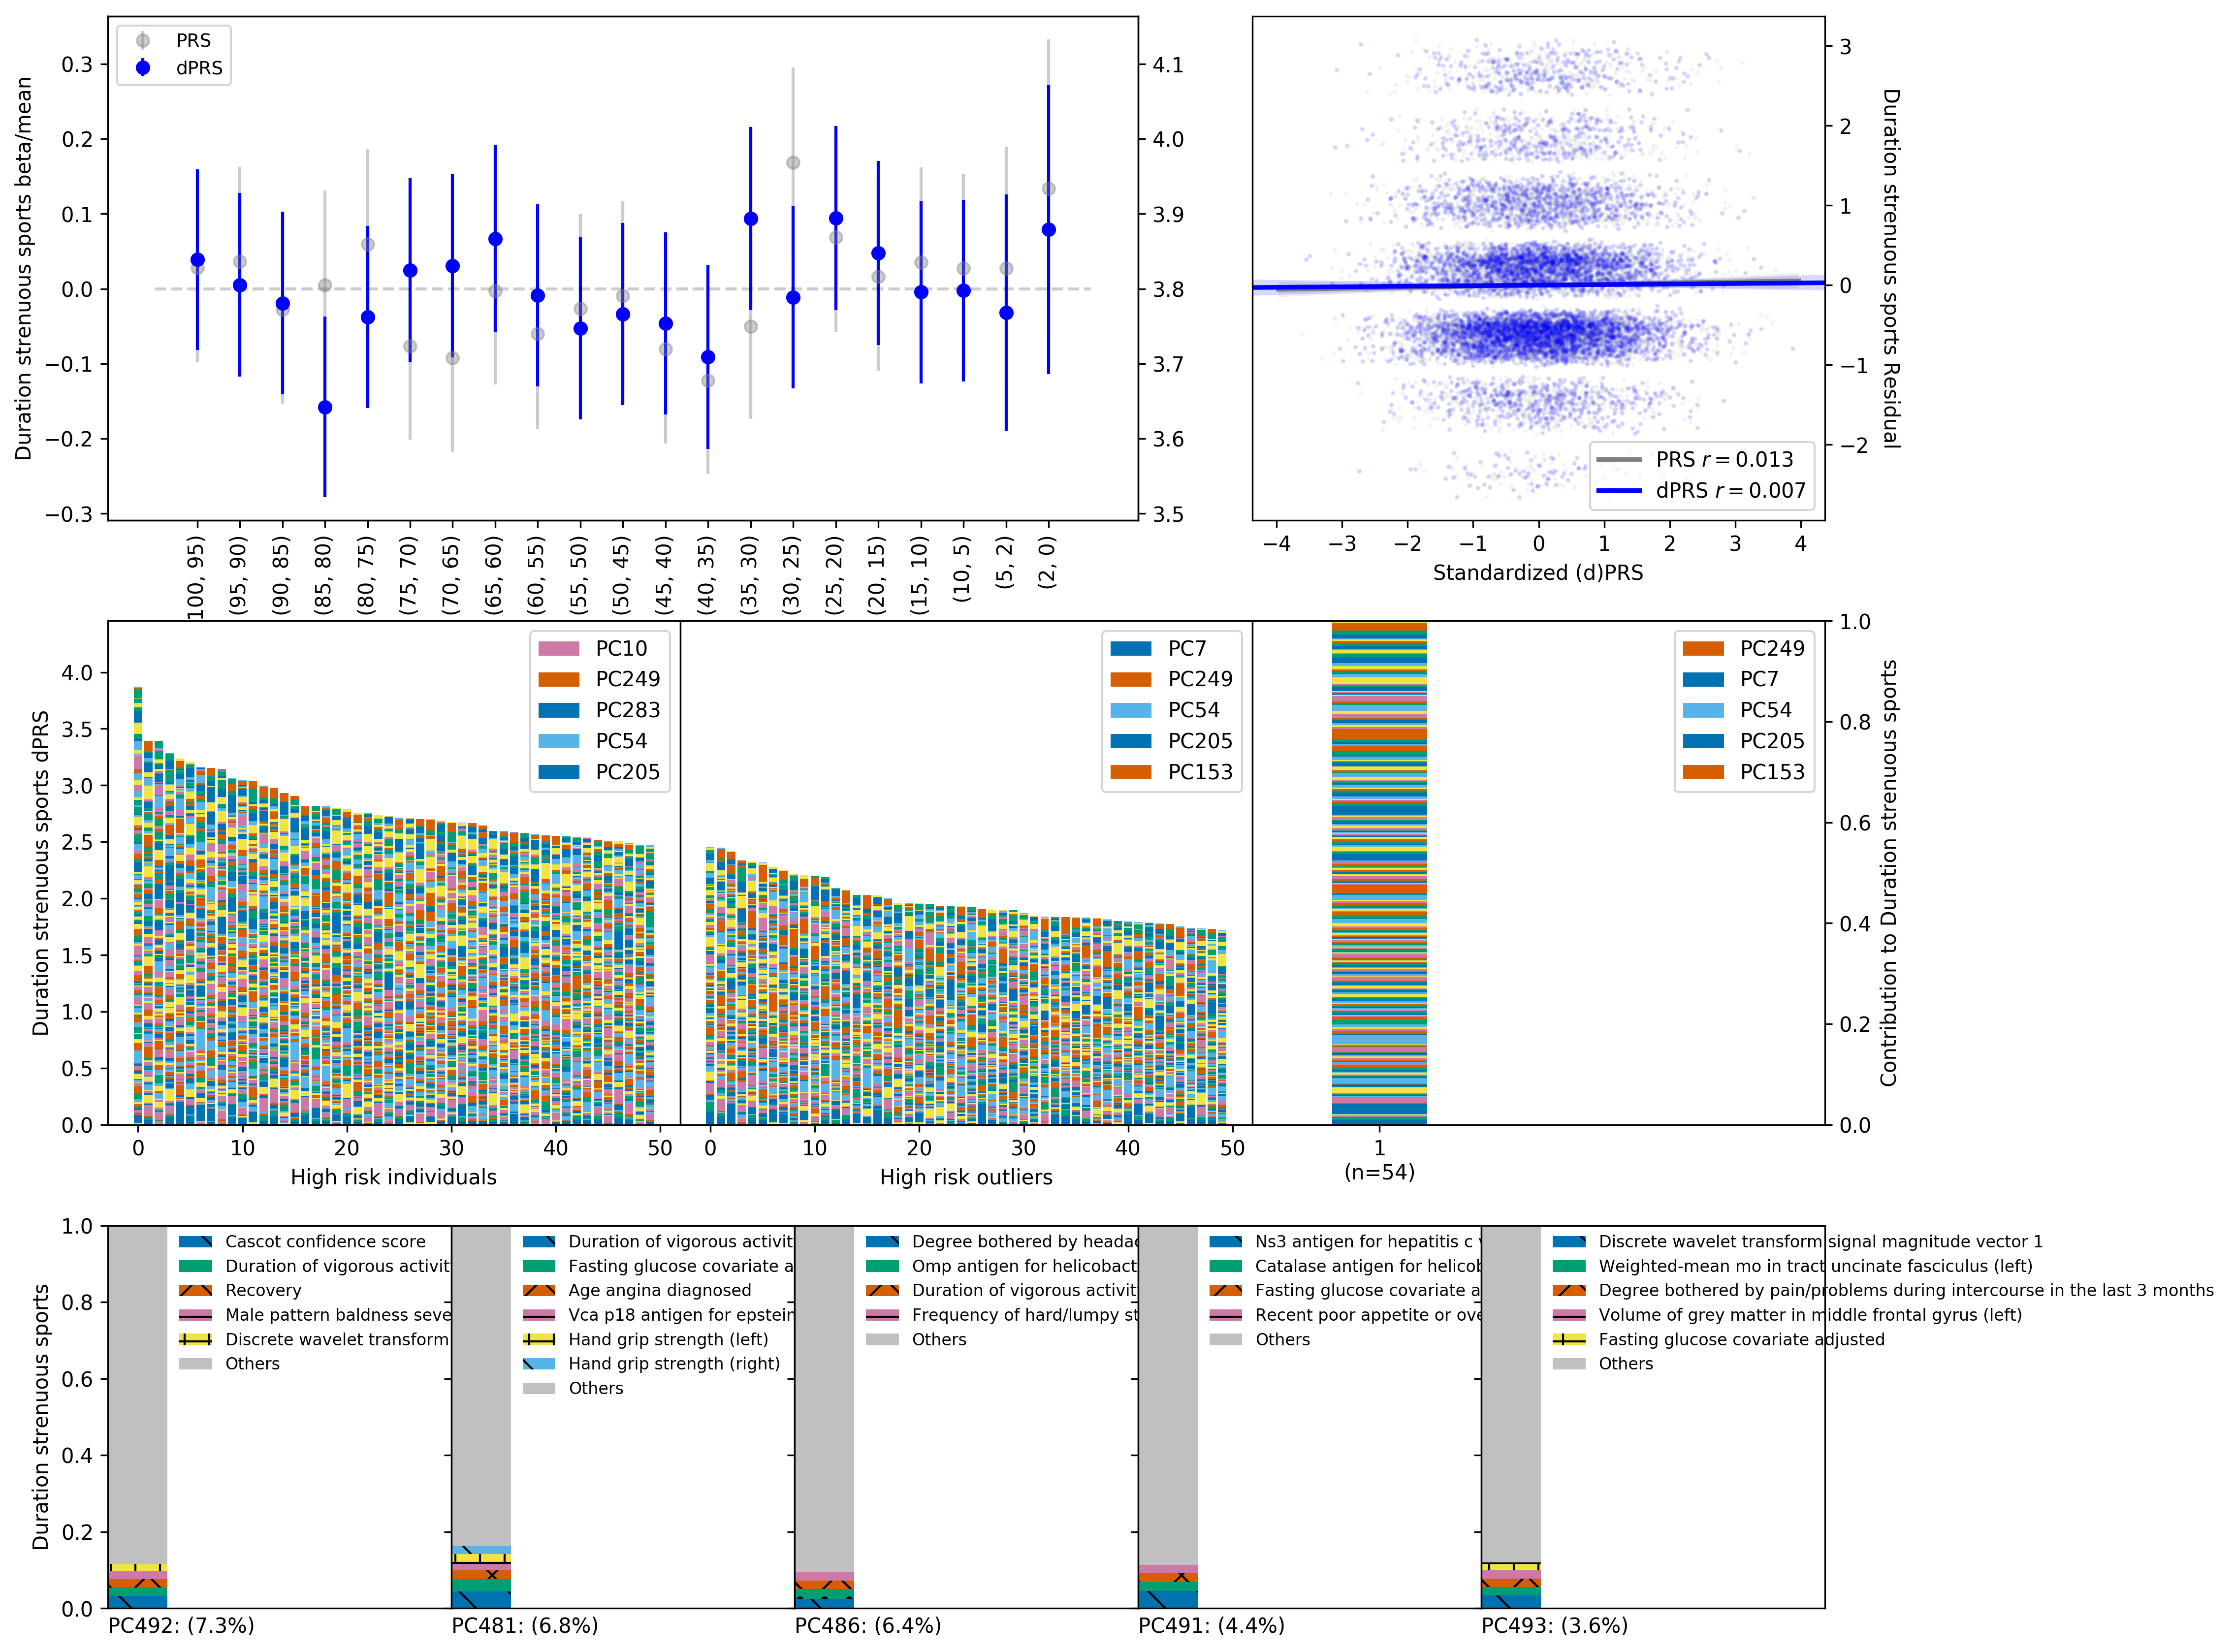 PRS
dPRS
Duration strenuous sports beta/mean
0.3
0.2
0.1
0.0
−0.1
−0.2
−0.3
4.1
4.0
3.9
3.8
3.7
3.6
3.5
100, 95)
(95, 90)
(90, 85)
(85, 80)
(80, 75)
(75, 70)
(70, 65)
(65, 60)
(60, 55)
(55, 50)
(50, 45)
(45, 40)
(40, 35)
(35, 30)
(30, 25)
(25, 20)
(20, 15)
(15, 10)
(10, 5)
(5, 2)
(2, 0)
3
2
1
0
−1
−2
Duration strenuous sports Residual
PRS r = 0.013
dPRS r = 0.007
−4 −3 −2 −1 0 1 2 3 4
Standardized (d)PRS
Duration strenuous sports dPRS
4.0
3.5
3.0
2.5
2.0
1.5
1.0
0.5
0.0
PC10
PC249
PC283
PC54
PC205
0 10 20 30 40 50
High risk individuals
PC7
PC249
PC54
PC205
PC153
0 10 20 30 40 50
High risk outliers
PC249
PC7
PC54
PC205
PC153
1
(n=54)
1.0
0.8
0.6
0.4
0.2
0.0
Contribution to Duration strenuous sports
Duration strenuous sports
1.0
0.8
0.6
0.4
0.2
0.0
Cascot confidence score
Duration of vigorous activit
Recovery
Male pattern baldness seve
Discrete wavelet transform
Others
PC492: (7.3%)
Duration of vigorous activit
Fasting glucose covariate a
Age angina diagnosed
Vca p18 antigen for epstein
Hand grip strength (left)
Hand grip strength (right)
Others
PC481: (6.8%)
Degree bothered by headac
Omp antigen for helicobact
Duration of vigorous activit
Frequency of hard/lumpy st
Others
PC486: (6.4%)
Ns3 antigen for hepatitis c v
Catalase antigen for helicob
Fasting glucose covariate a
Recent poor appetite or ove
Others
PC491: (4.4%)
Discrete wavelet transform signal magnitude vector 1
Weighted-mean mo in tract uncinate fasciculus (left)
Degree bothered by pain/problems during intercourse in the last 3 months
Volume of grey matter in middle frontal gyrus (left)
Fasting glucose covariate adjusted
Others
PC493: (3.6%)